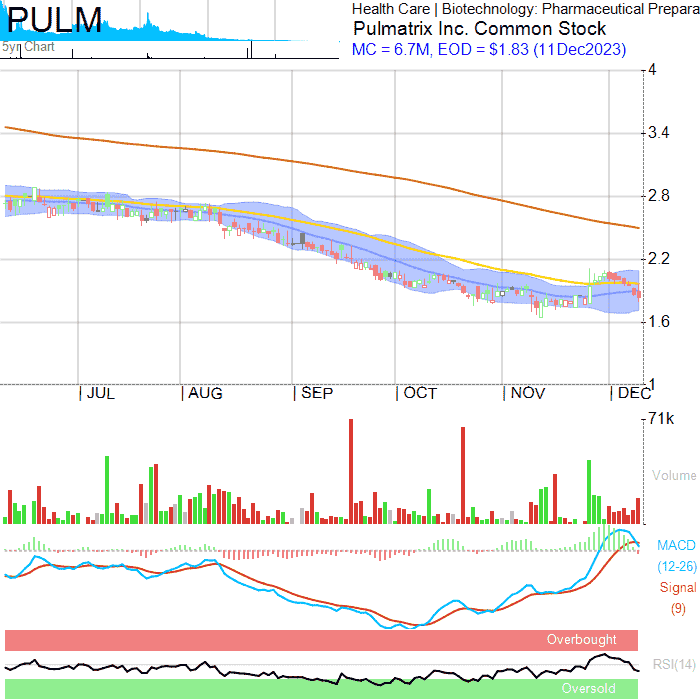 PULM
5yr Chart
Health Care | Biotechnology: Pharmaceutical Prepara
Pulmatrix Inc. Common Stock
MC = 6.7M, EOD = $1.83 (11Dec2023)
4
3.4
2.8
2.2
1.6
1
| JUL | AUG | SEP | OCT | NOV | DEC
71k
Volume
MACD
(12-26)
Signal
(9)
Overbought
RSI(14)
Oversold